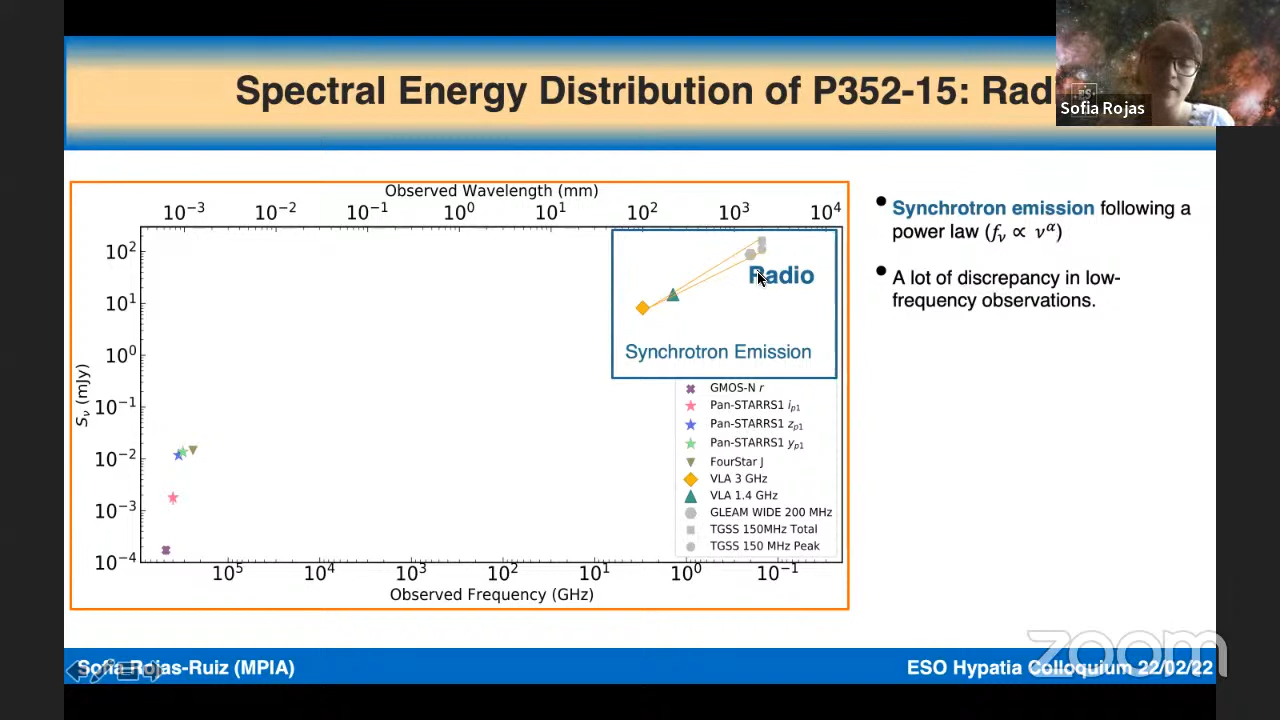 Spectral Energy Distribution of P352-15: Rad
Sofia Rojas
Observed Wavelength (mm)
10⁻³ 10⁻² 10⁻¹ 10⁰ 10¹ 10² 10³ 10⁴
10²
10¹
10⁰
10⁻¹
10⁻²
10⁻³
10⁻⁴
Sν (mJy)
Radio
Synchrotron Emission
GMOS-N r
Pan-STARRS1 i_p1
Pan-STARRS1 z_p1
Pan-STARRS1 y_p1
FourStar J
VLA 3 GHz
VLA 1.4 GHz
GLEAM WIDE 200 MHz
TGSS 150MHz Total
TGSS 150 MHz Peak
10⁵ 10⁴ 10³ 10² 10¹ 10⁰ 10⁻¹
Observed Frequency (GHz)
• Synchrotron emission following a
power law (fν ∝ ν^α)
• A lot of discrepancy in low-
frequency observations.
zoom
Sofia Rojas-Ruiz (MPIA)
ESO Hypatia Colloquium 22/02/22